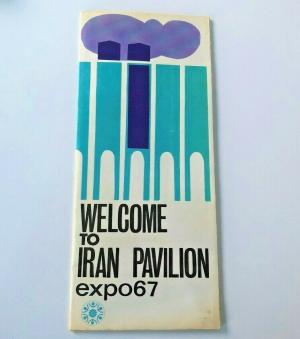 WELCOME
TO
IRAN PAVILION
expo67